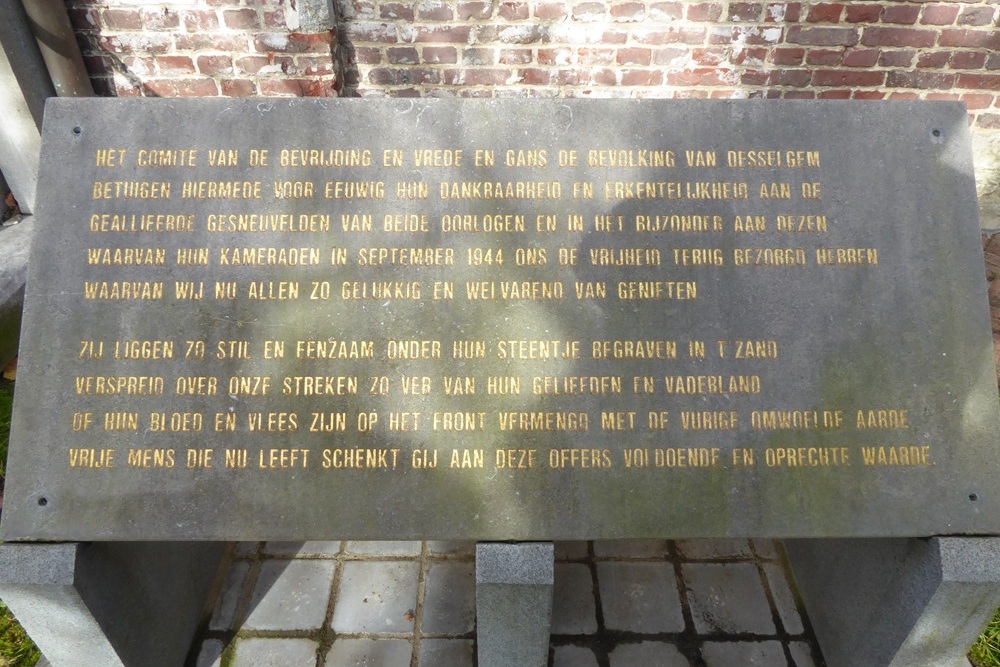 HET COMITE VAN DE BEVRIJDING EN VREDE EN GANS DE BEVOLKING VAN DESSELGEM
BETUIGEN HIERMEDE VOOR EEUWIG HUN DANKBAARHEID EN ERKENTELIJKHEID AAN DE
GEALLIEERDE GESNEUVELDEN VAN BEIDE OORLOGEN EN IN HET BIJZONDER AAN DEZEN
WAARVAN HUN KAMERADEN IN SEPTEMBER 1944 ONS DE VRIJHEID TERUG BEZORGD HEBBEN
WAARVAN WIJ NU ALLEN ZO GELUKKIG EN WELVAREND VAN GENIETEN.
ZIJ LIGGEN ZO STIL EN EENZAAM ONDER HUN STEENTJE BEGRAVEN IN T'ZAND
VERSPREID OVER ONZE STREKEN ZO VER VAN HUN GELIEFDEN EN VADERLAND
OF HUN BLOED EN VLEES ZIJN OP HET FRONT VERMENGD MET DE VURIGE OMWOELDE AARDE.
VRIJE MENS DIE NU LEEFT SCHENKT GIJ AAN DEZE OFFERS VOLDOENDE EN OPRECHTE WAARDE.